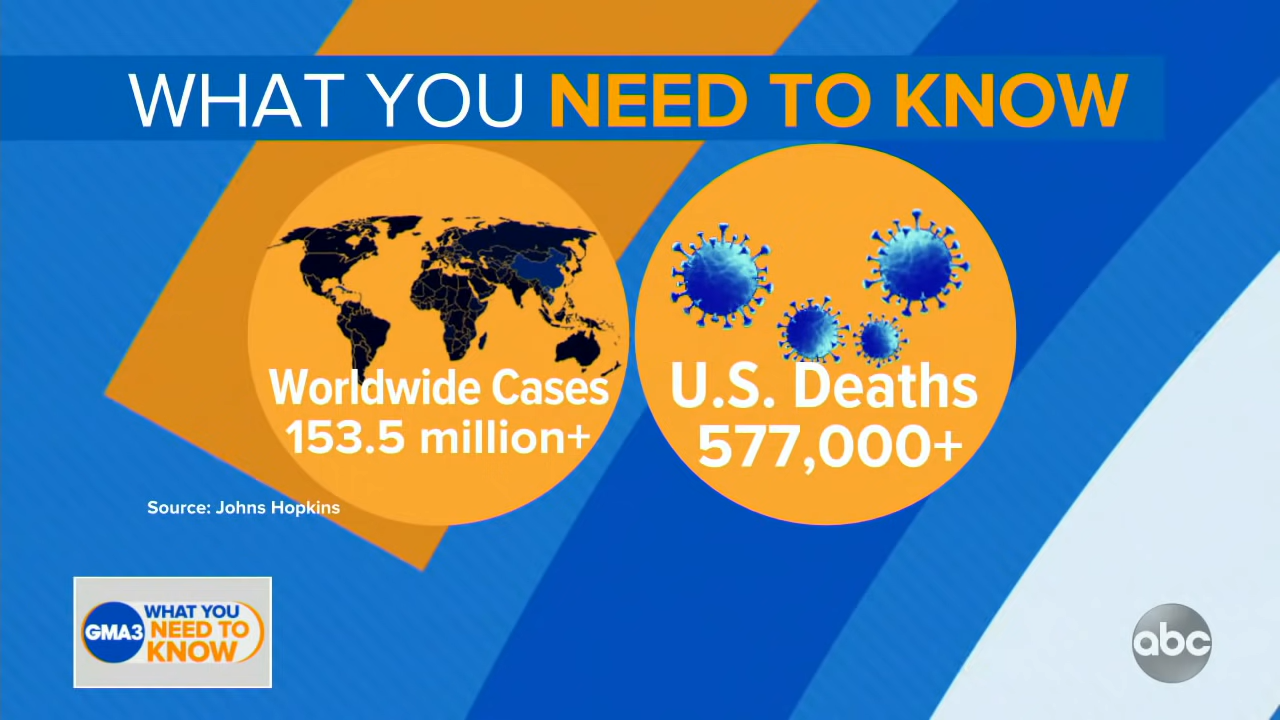 WHAT YOU NEED TO KNOW
Worldwide Cases
153.5 million+
U.S. Deaths
577,000+
Source: Johns Hopkins
GMA3
WHAT YOU
NEED TO
KNOW
abc